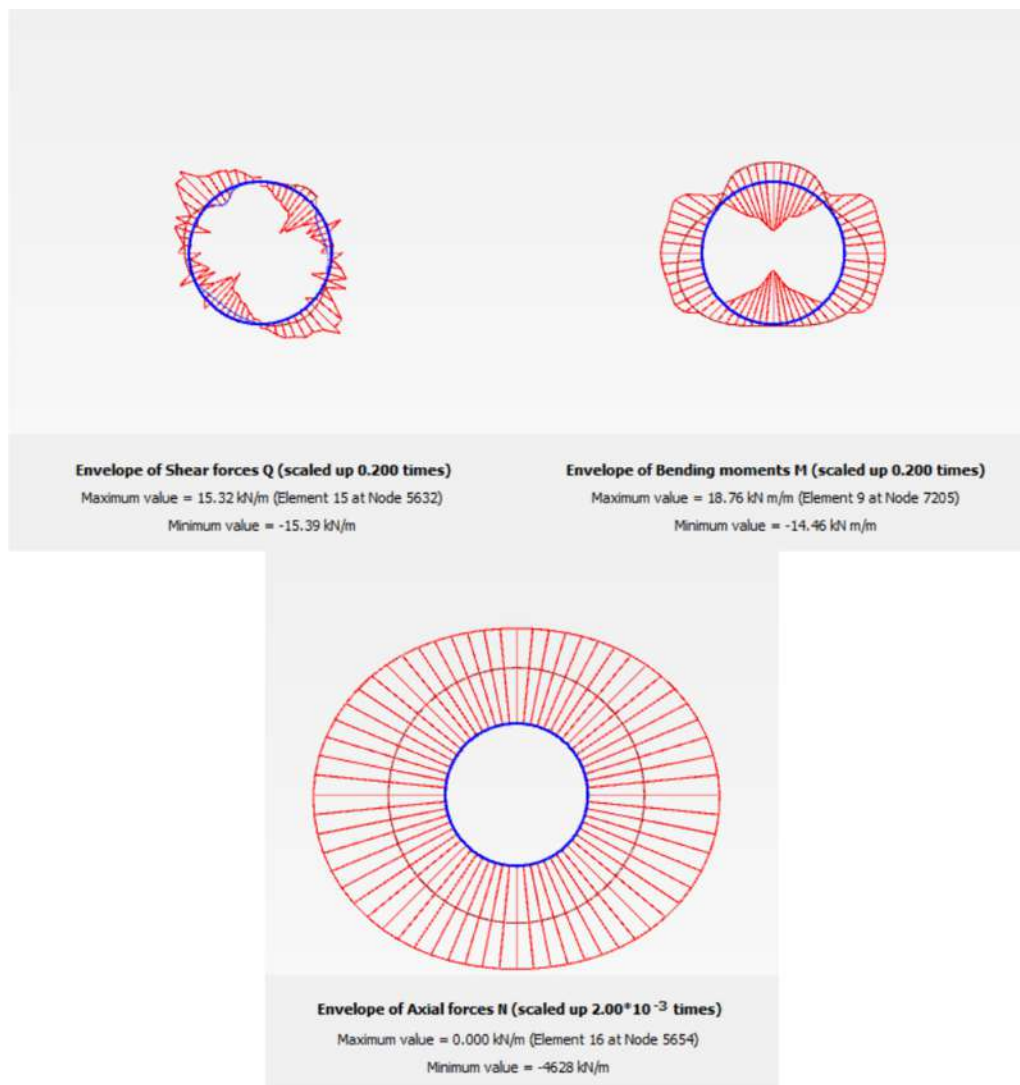 Envelope of Shear forces Q (scaled up 0.200 times)
Maximum value = 15.32 kN/m (Element 15 at Node 5632)
Minimum value = -15.39 kN/m
Envelope of Bending moments M (scaled up 0.200 times)
Maximum value = 18.76 kN m/m (Element 9 at Node 7205)
Minimum value = -14.46 kN m/m
Envelope of Axial forces N (scaled up 2.00*10⁻³ times)
Maximum value = 0.000 kN/m (Element 16 at Node 5654)
Minimum value = -4628 kN/m